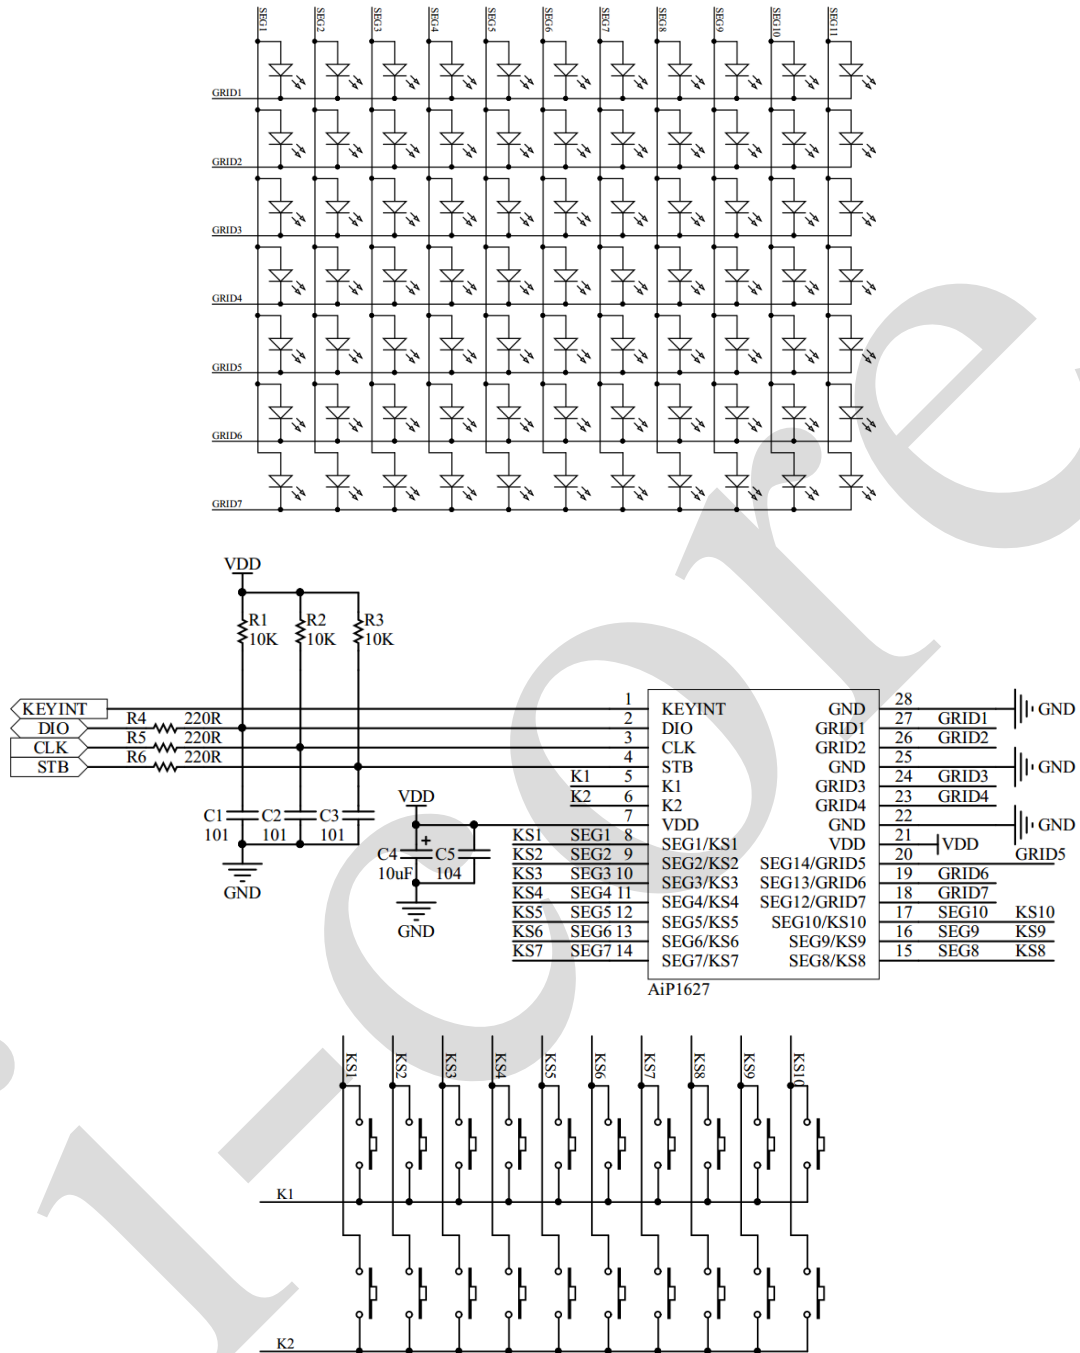 SEG1 SEG2 SEG3 SEG4 SEG5 SEG6 SEG7 SEG8 SEG9 SEG10 SEG11
GRID1
GRID2
GRID3
GRID4
GRID5
GRID6
GRID7
VDD
R1 R2 R3
10K 10K 10K
KEYINT
DIO R4 220R
CLK R5 220R
STB R6 220R
C1 C2 C3
101 101 101
GND
VDD
+
C4 C5
10uF 104
GND
K1
K2
KS1 SEG1
KS2 SEG2
KS3 SEG3
KS4 SEG4
KS5 SEG5
KS6 SEG6
KS7 SEG7
1 KEYINT GND 28 GND
2 DIO GRID1 27 GRID1
3 CLK GRID2 26 GRID2
4 STB GND 25 GND
5 K1 GRID3 24 GRID3
6 K2 GRID4 23 GRID4
7 VDD GND 22 GND
8 SEG1/KS1 VDD 21 VDD
9 SEG2/KS2 SEG14/GRID5 20 GRID5
10 SEG3/KS3 SEG13/GRID6 19 GRID6
11 SEG4/KS4 SEG12/GRID7 18 GRID7
12 SEG5/KS5 SEG10/KS10 17 SEG10 KS10
13 SEG6/KS6 SEG9/KS9 16 SEG9 KS9
14 SEG7/KS7 SEG8/KS8 15 SEG8 KS8
AiP1627
KS1 KS2 KS3 KS4 KS5 KS6 KS7 KS8 KS9 KS10
K1
K2
i-core